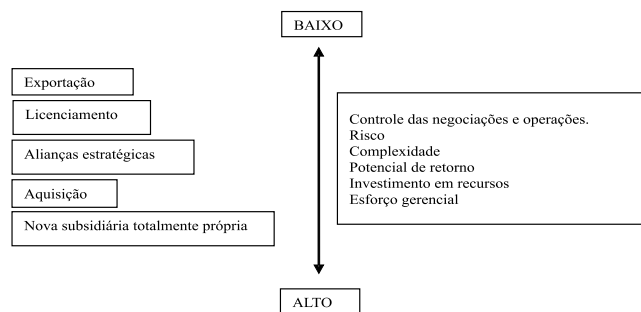 BAIXO
Exportação
Licenciamento
Alianças estratégicas
Aquisição
Nova subsidiária totalmente própria
Controle das negociações e operações.
Risco
Complexidade
Potencial de retorno
Investimento em recursos
Esforço gerencial
ALTO